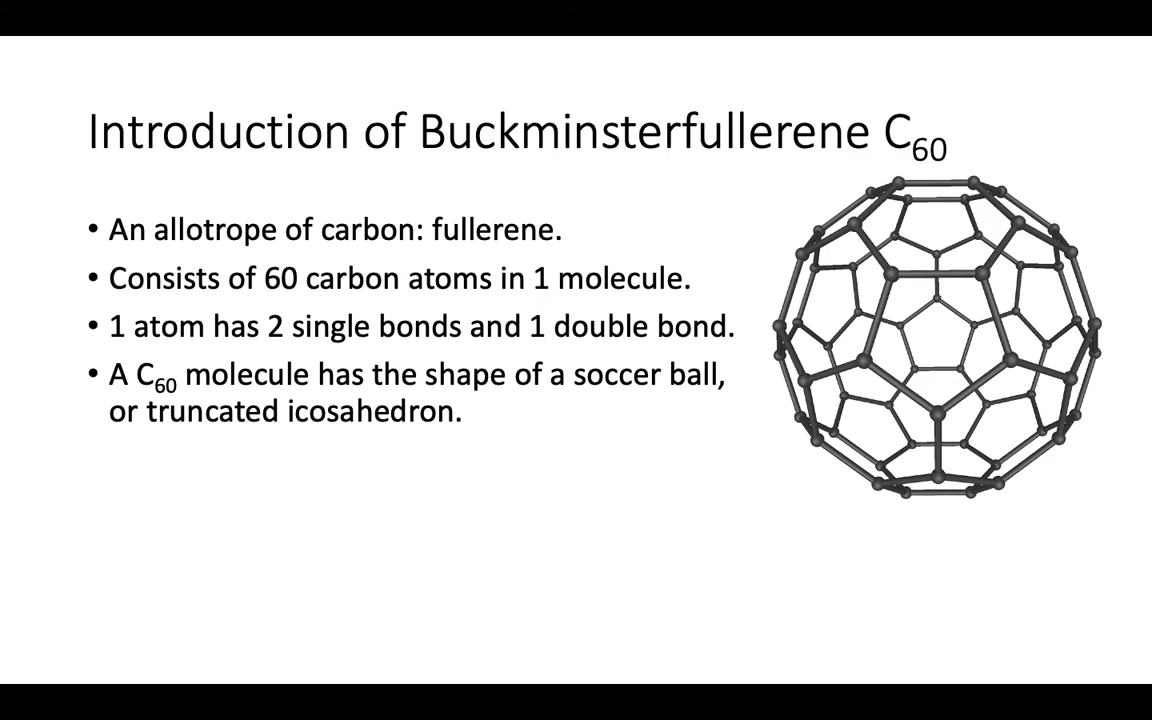 Introduction of Buckminsterfullerene C₆₀
• An allotrope of carbon: fullerene.
• Consists of 60 carbon atoms in 1 molecule.
• 1 atom has 2 single bonds and 1 double bond.
• A C₆₀ molecule has the shape of a soccer ball,
or truncated icosahedron.